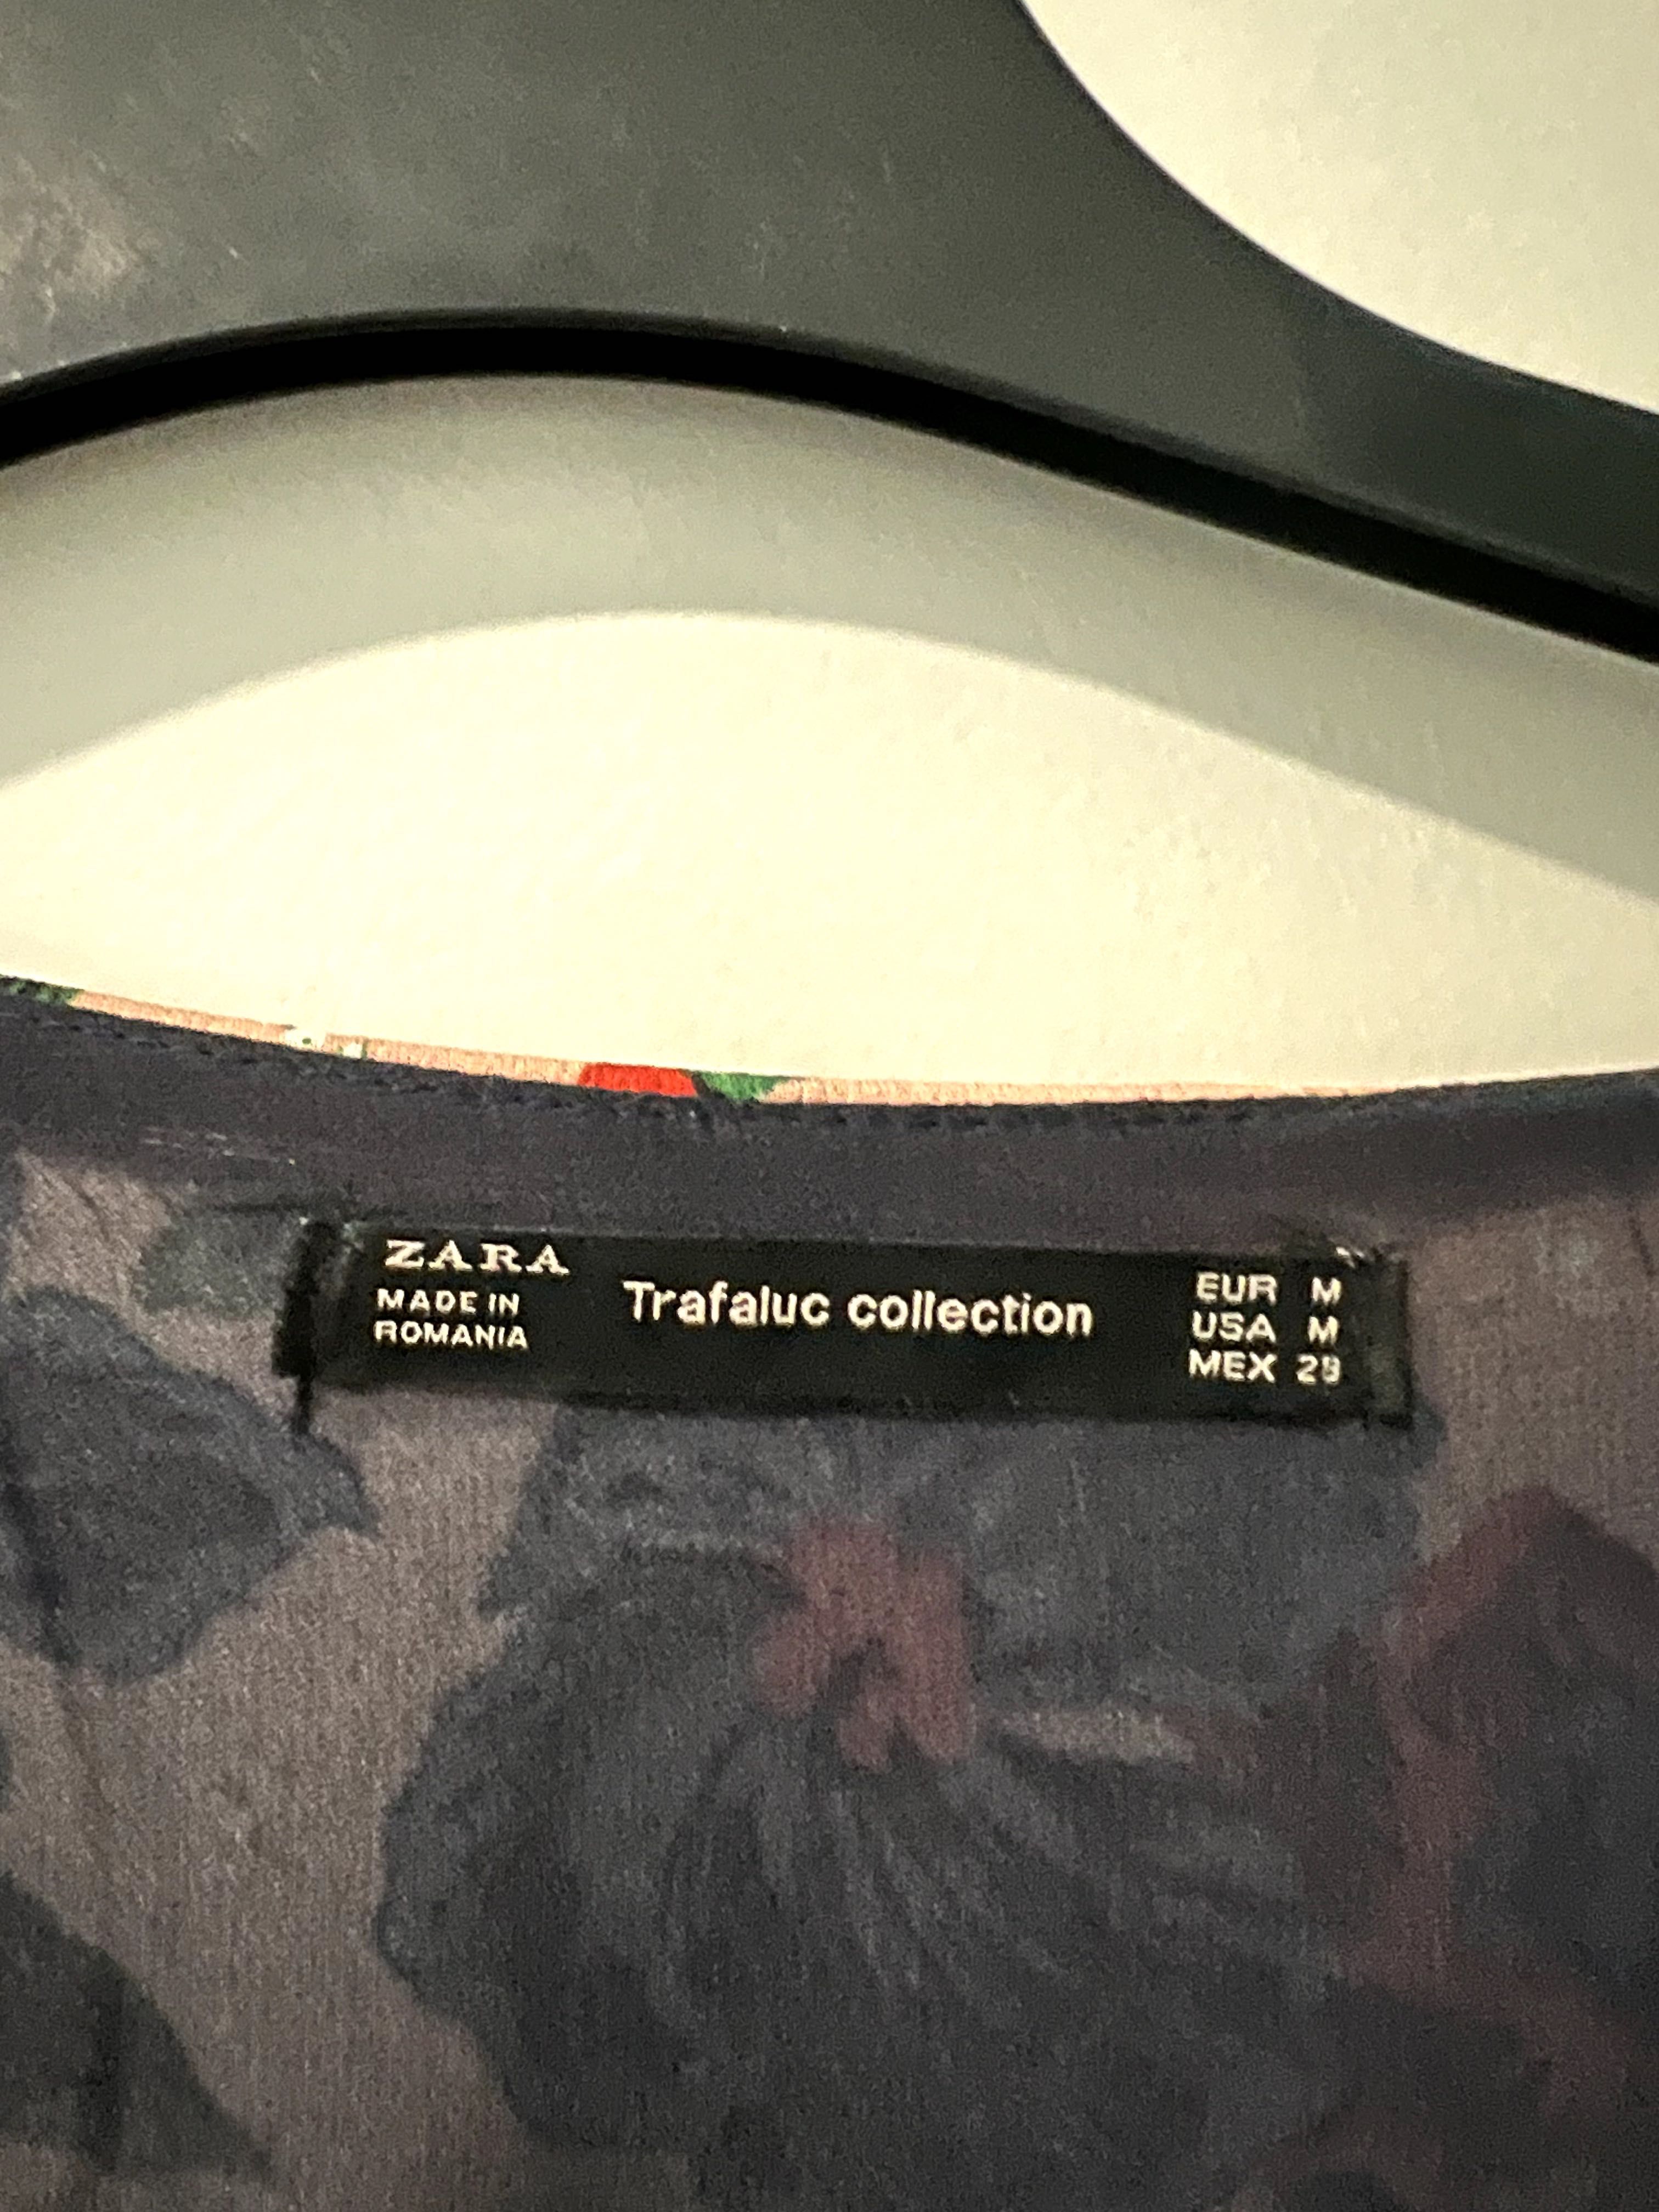 ZARA
MADE IN
ROMANIA
Trafaluc collection
EUR M
USA M
MEX 28